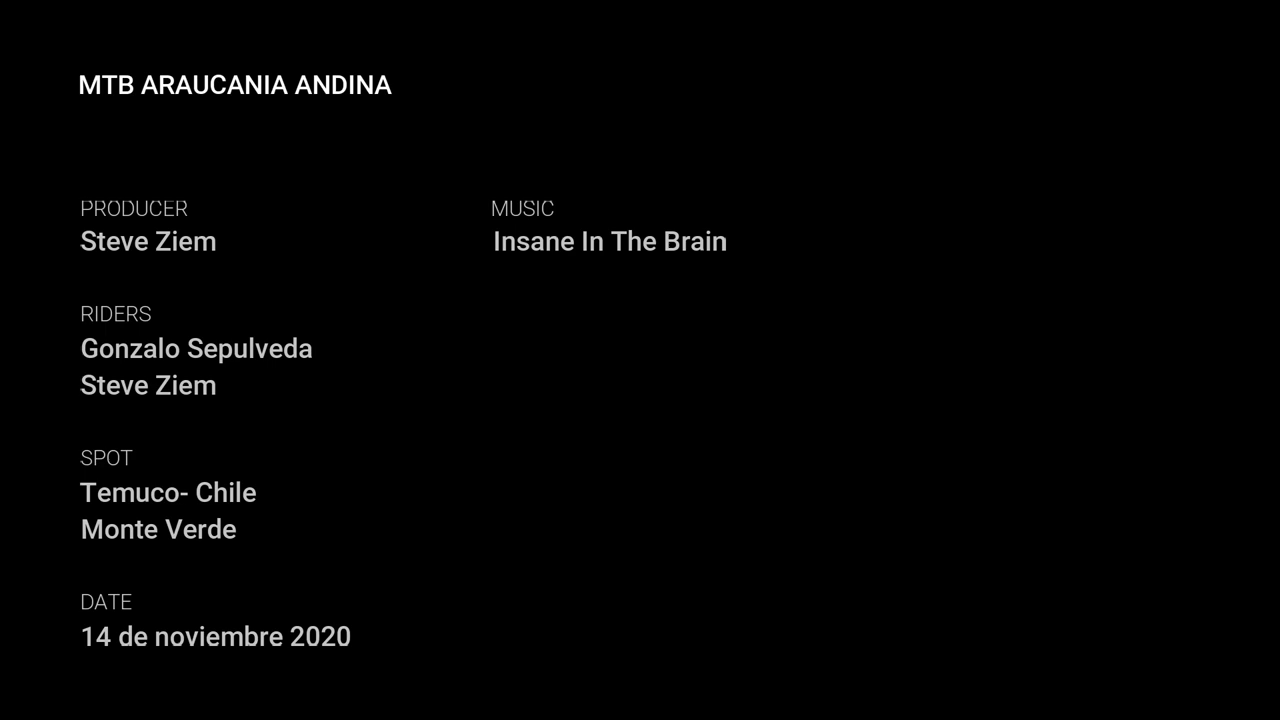 MTB ARAUCANIA ANDINA
PRODUCER
Steve Ziem
RIDERS
Gonzalo Sepulveda
Steve Ziem
SPOT
Temuco- Chile
Monte Verde
DATE
14 de noviembre 2020
MUSIC
Insane In The Brain